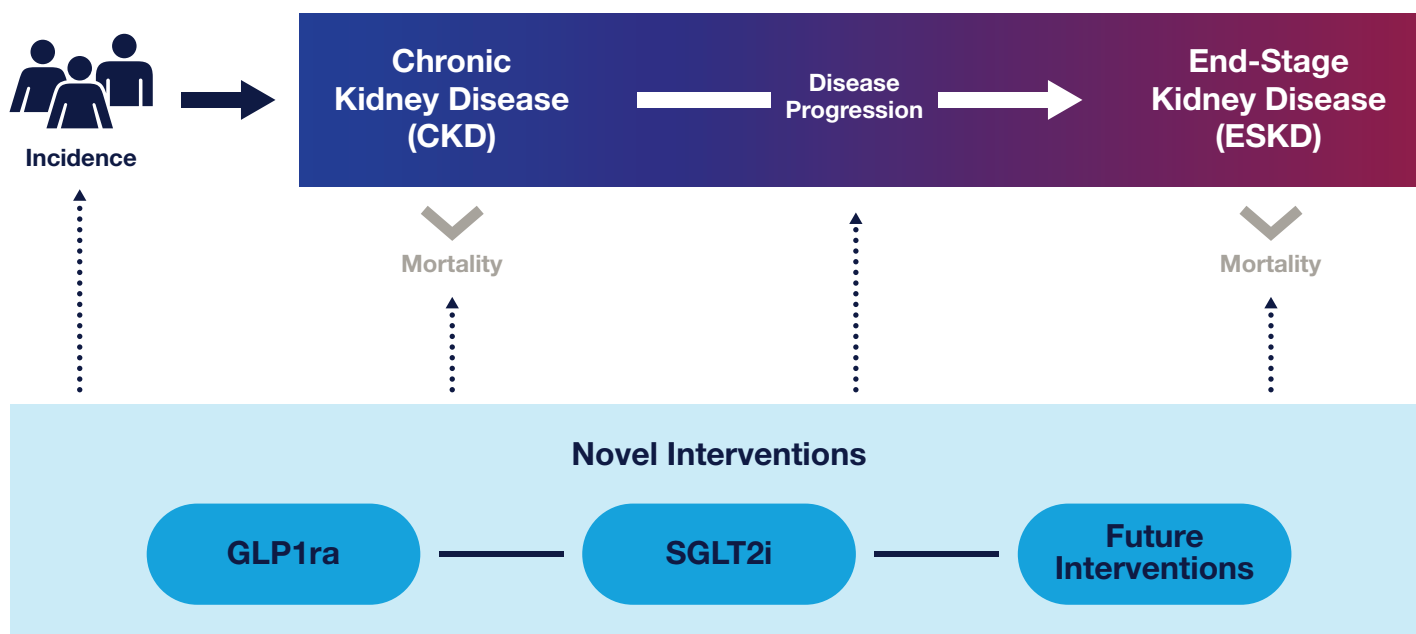 Incidence
Chronic
Kidney Disease
(CKD)
Disease
Progression
End-Stage
Kidney Disease
(ESKD)
Mortality
Mortality
Novel Interventions
GLP1ra
SGLT2i
Future
Interventions